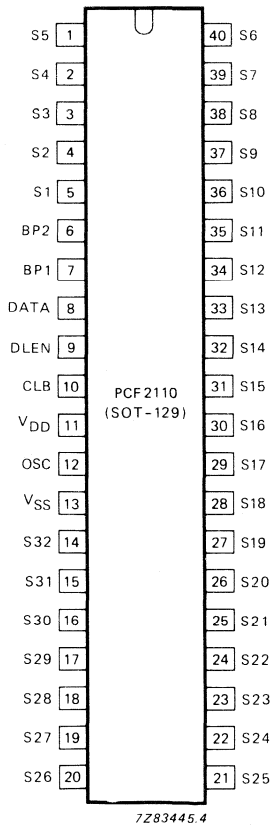 S5 1 40 S6
S4 2 39 S7
S3 3 38 S8
S2 4 37 S9
S1 5 36 S10
BP2 6 35 S11
BP1 7 34 S12
DATA 8 33 S13
DLEN 9 32 S14
CLB 10 31 S15
PCF2110
(SOT-129)
VDD 11 30 S16
OSC 12 29 S17
VSS 13 28 S18
S32 14 27 S19
S31 15 26 S20
S30 16 25 S21
S29 17 24 S22
S28 18 23 S23
S27 19 22 S24
S26 20 21 S25
7Z83445.4